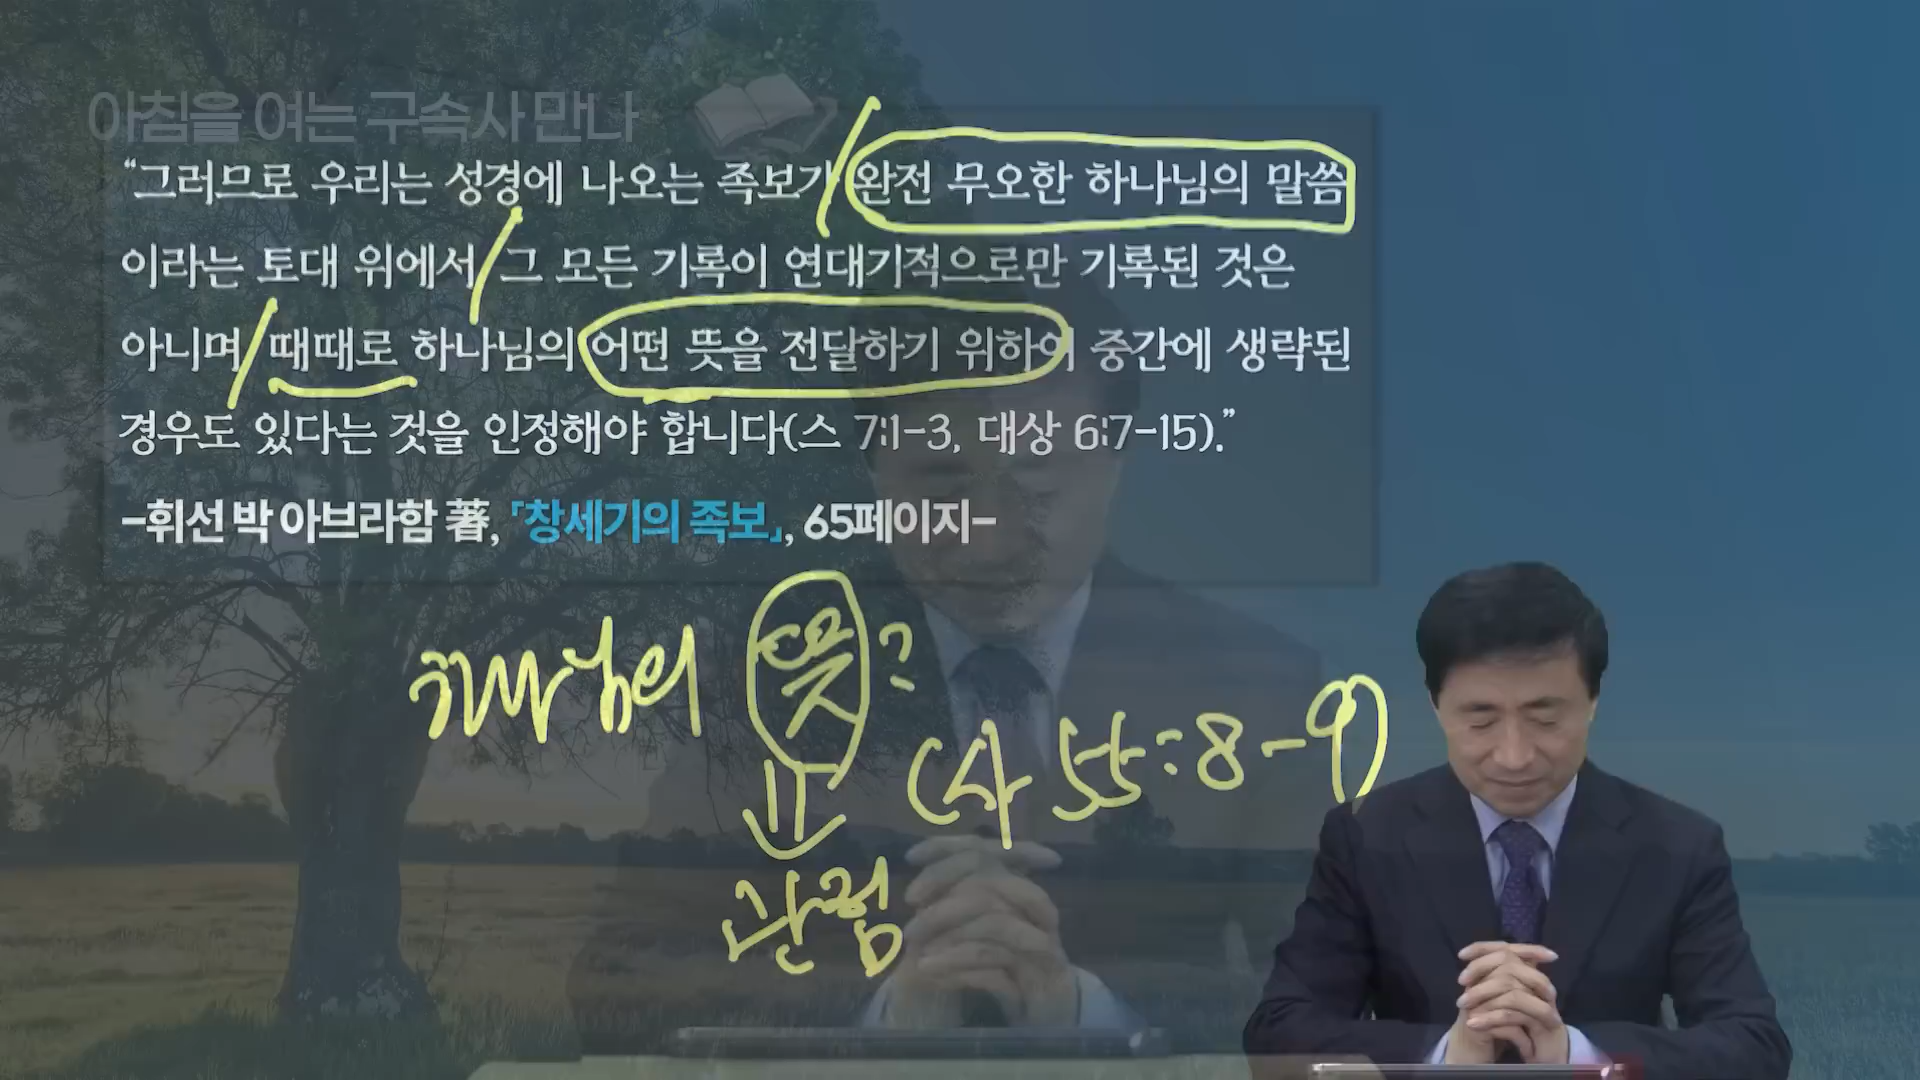 아침을 여는 구속사 만나
“그러므로 우리는 성경에 나오는 족보가 완전 무오한 하나님의 말씀
이라는 토대 위에서 그 모든 기록이 연대기적으로만 기록된 것은
아니며 때때로 하나님의 어떤 뜻을 전달하기 위하여 중간에 생략된
경우도 있다는 것을 인정해야 합니다(스 7:1-3, 대상 6:7-15).”
-휘선 박 아브라함 著, 「창세기의 족보」, 65페이지-
하나님의 뜻?
(사 55:8-9)
관점